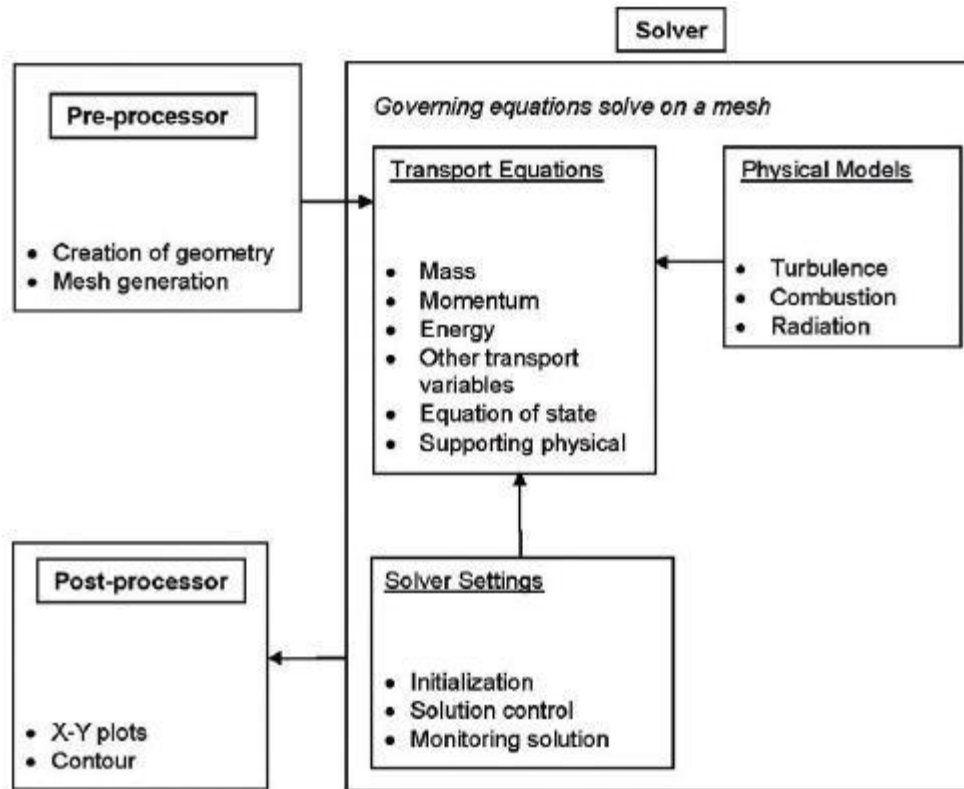 Solver
Pre-processor
• Creation of geometry
• Mesh generation
Governing equations solve on a mesh
Transport Equations
• Mass
• Momentum
• Energy
• Other transport
variables
• Equation of state
• Supporting physical
Physical Models
• Turbulence
• Combustion
• Radiation
Solver Settings
• Initialization
• Solution control
• Monitoring solution
Post-processor
• X-Y plots
• Contour